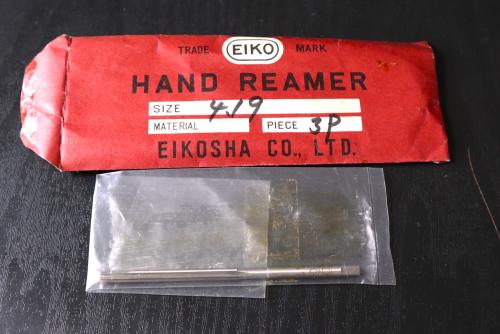 TRADE EIKO MARK
HAND REAMER
SIZE 4.19
MATERIAL PIECE 3P
EIKOSHA CO., LTD.